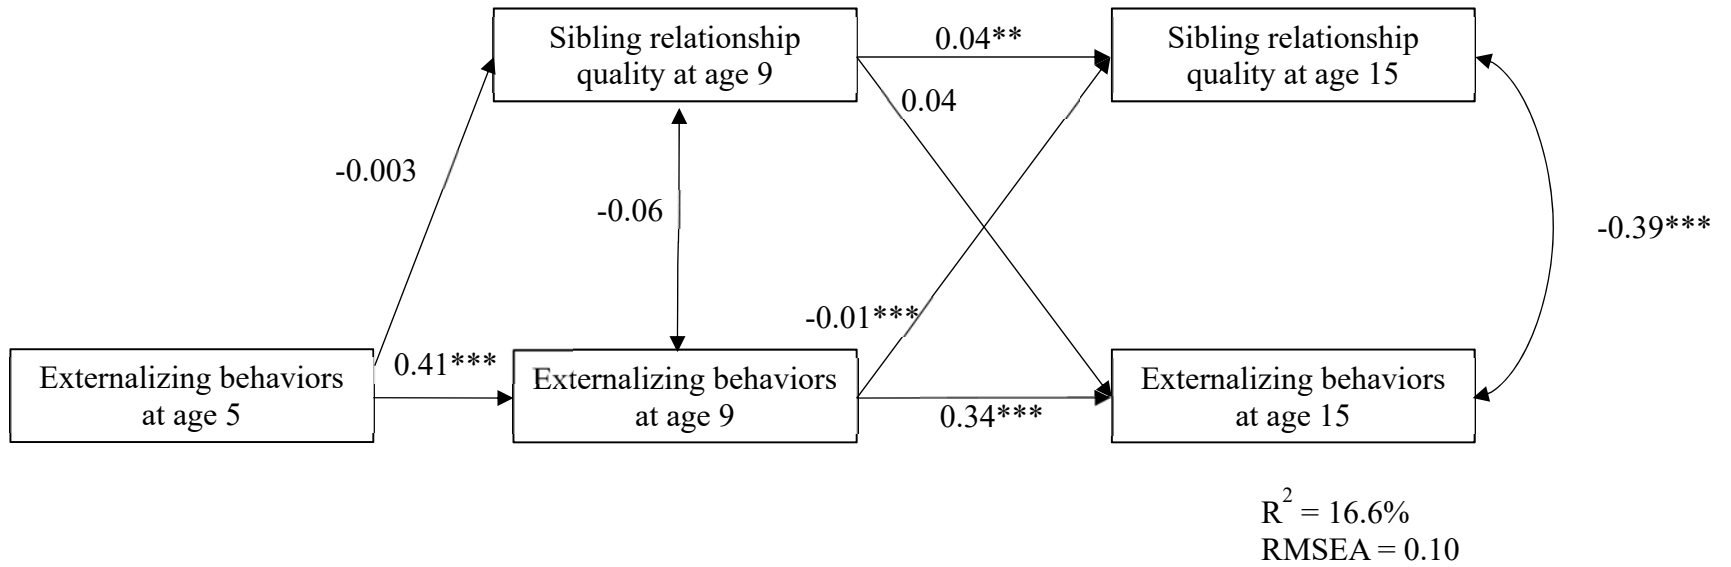 Sibling relationship
quality at age 9
0.04**
Sibling relationship
quality at age 15
0.04
-0.003
-0.06
-0.39***
-0.01***
Externalizing behaviors
at age 5
0.41***
Externalizing behaviors
at age 9
0.34***
Externalizing behaviors
at age 15
R² = 16.6%
RMSEA = 0.10